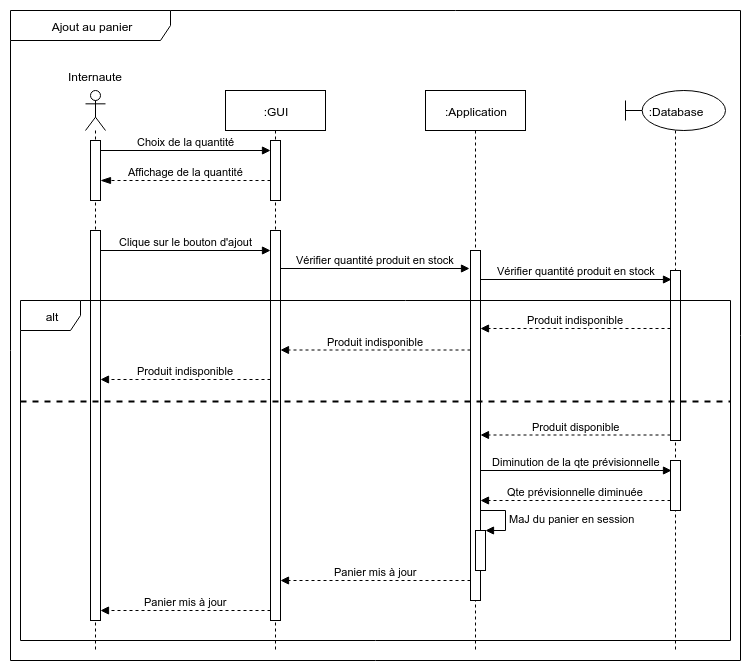 Ajout au panier
Internaute
:GUI
:Application
:Database
Choix de la quantité
Affichage de la quantité
Clique sur le bouton d'ajout
Vérifier quantité produit en stock
Vérifier quantité produit en stock
alt
Produit indisponible
Produit indisponible
Produit indisponible
Produit disponible
Diminution de la qte prévisionnelle
Qte prévisionnelle diminuée
MaJ du panier en session
Panier mis à jour
Panier mis à jour